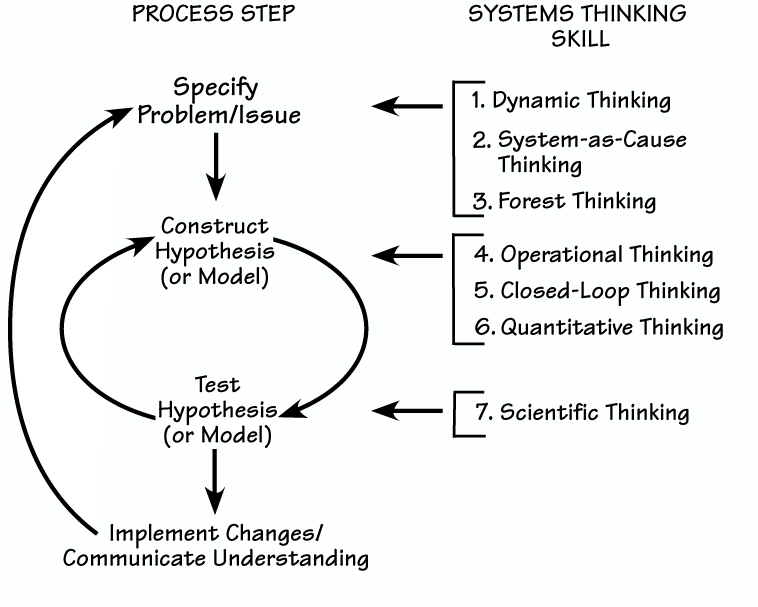 PROCESS STEP
SYSTEMS THINKING
SKILL
Specify
Problem/Issue
1. Dynamic Thinking
2. System-as-Cause
Thinking
3. Forest Thinking
Construct
Hypothesis
(or Model)
4. Operational Thinking
5. Closed-Loop Thinking
6. Quantitative Thinking
Test
Hypothesis
(or Model)
7. Scientific Thinking
Implement Changes/
Communicate Understanding